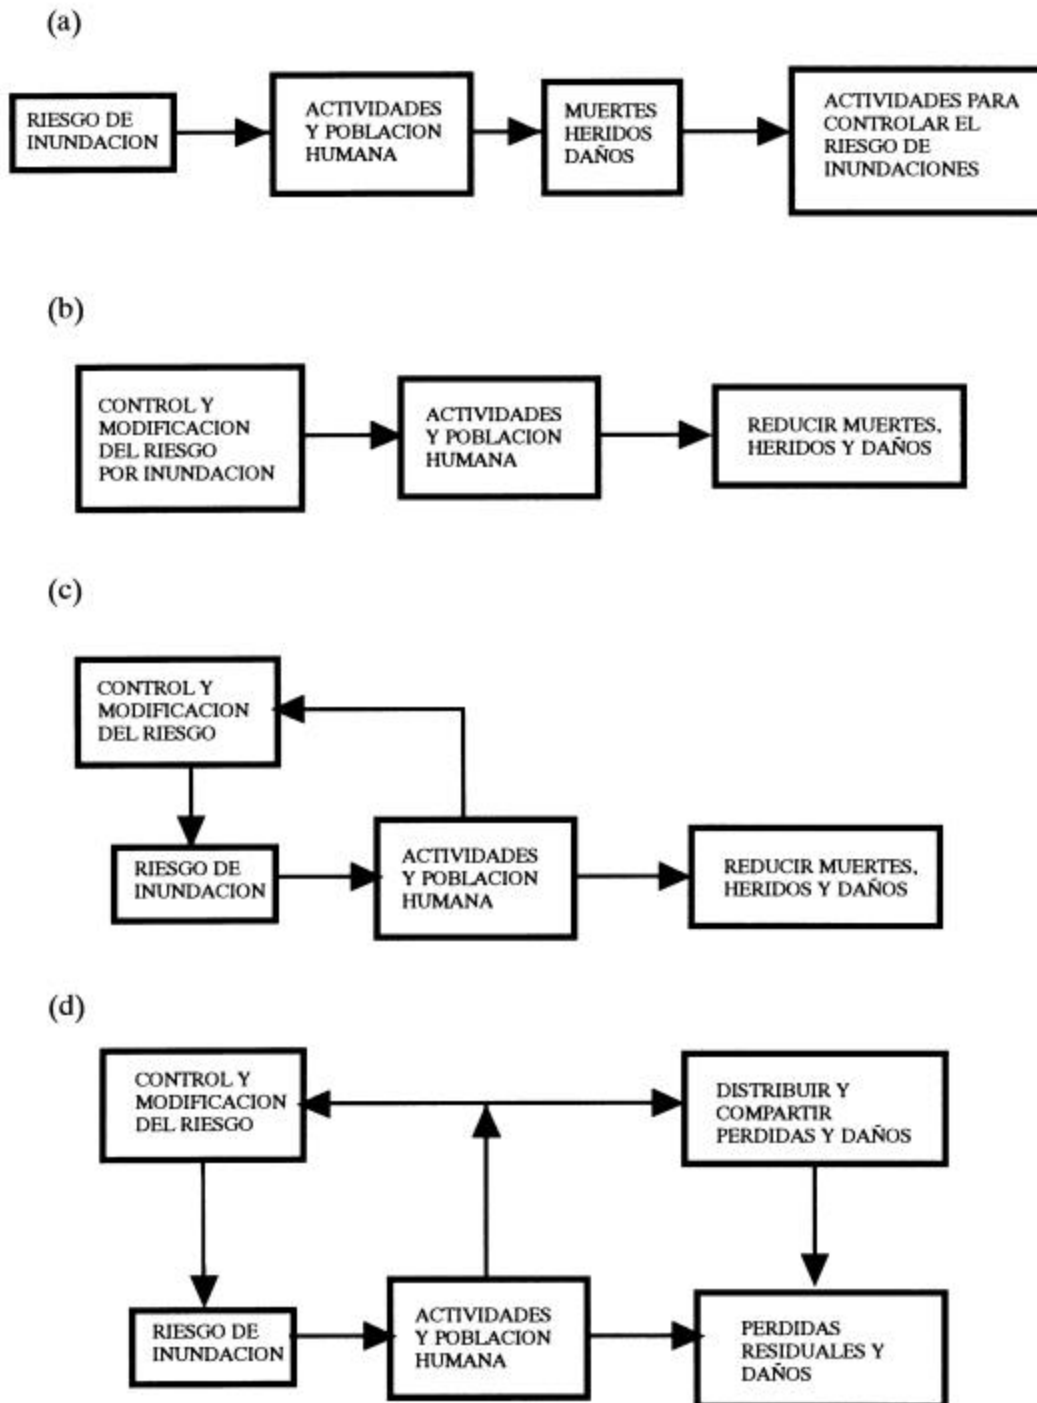 (a)
RIESGO DE
INUNDACION
ACTIVIDADES
Y POBLACION
HUMANA
MUERTES
HERIDOS
DAÑOS
ACTIVIDADES PARA
CONTROLAR EL
RIESGO DE
INUNDACIONES
(b)
CONTROL Y
MODIFICACION
DEL RIESGO
POR INUNDACION
ACTIVIDADES
Y POBLACION
HUMANA
REDUCIR MUERTES,
HERIDOS Y DAÑOS
(c)
CONTROL Y
MODIFICACION
DEL RIESGO
RIESGO DE
INUNDACION
ACTIVIDADES
Y POBLACION
HUMANA
REDUCIR MUERTES,
HERIDOS Y DAÑOS
(d)
CONTROL Y
MODIFICACION
DEL RIESGO
DISTRIBUIR Y
COMPARTIR
PERDIDAS Y DAÑOS
RIESGO DE
INUNDACION
ACTIVIDADES
Y POBLACION
HUMANA
PERDIDAS
RESIDUALES Y
DAÑOS